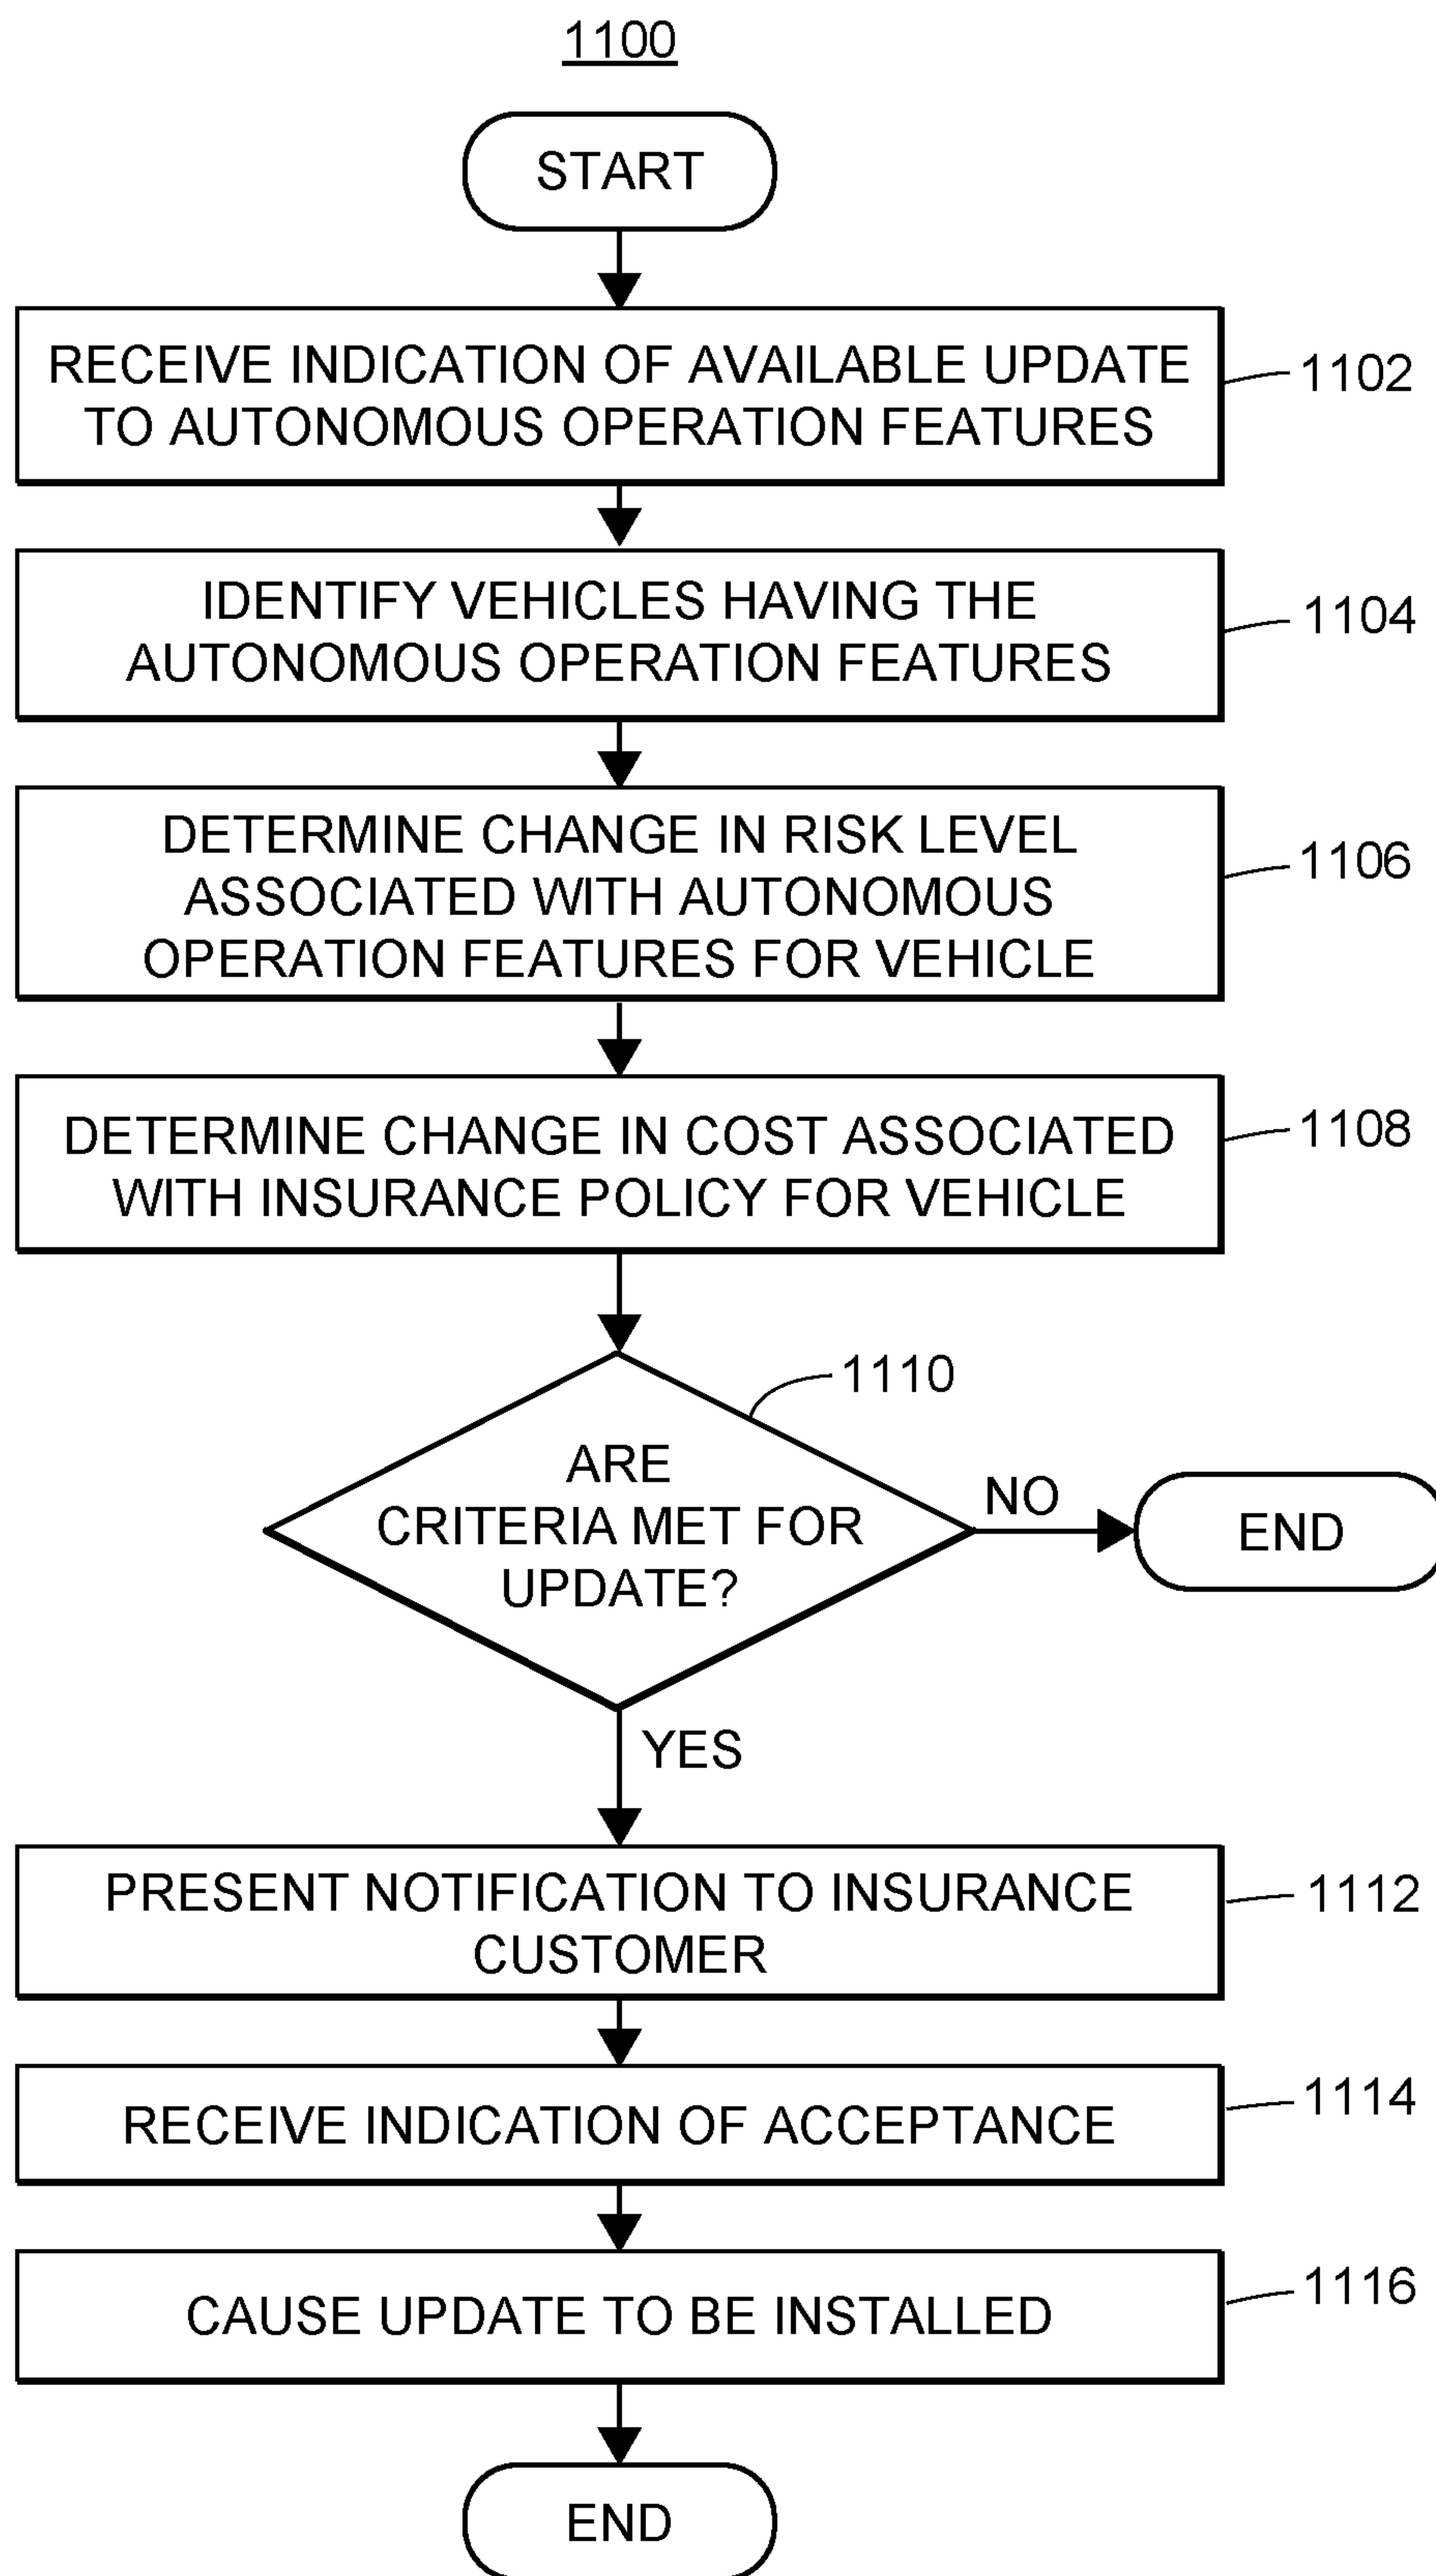 1100
START
RECEIVE INDICATION OF AVAILABLE UPDATE
TO AUTONOMOUS OPERATION FEATURES
1102
IDENTIFY VEHICLES HAVING THE
AUTONOMOUS OPERATION FEATURES
1104
DETERMINE CHANGE IN RISK LEVEL
ASSOCIATED WITH AUTONOMOUS
OPERATION FEATURES FOR VEHICLE
1106
DETERMINE CHANGE IN COST ASSOCIATED
WITH INSURANCE POLICY FOR VEHICLE
1108
1110
ARE
CRITERIA MET FOR
UPDATE?
NO
END
YES
PRESENT NOTIFICATION TO INSURANCE
CUSTOMER
1112
RECEIVE INDICATION OF ACCEPTANCE
1114
CAUSE UPDATE TO BE INSTALLED
1116
END